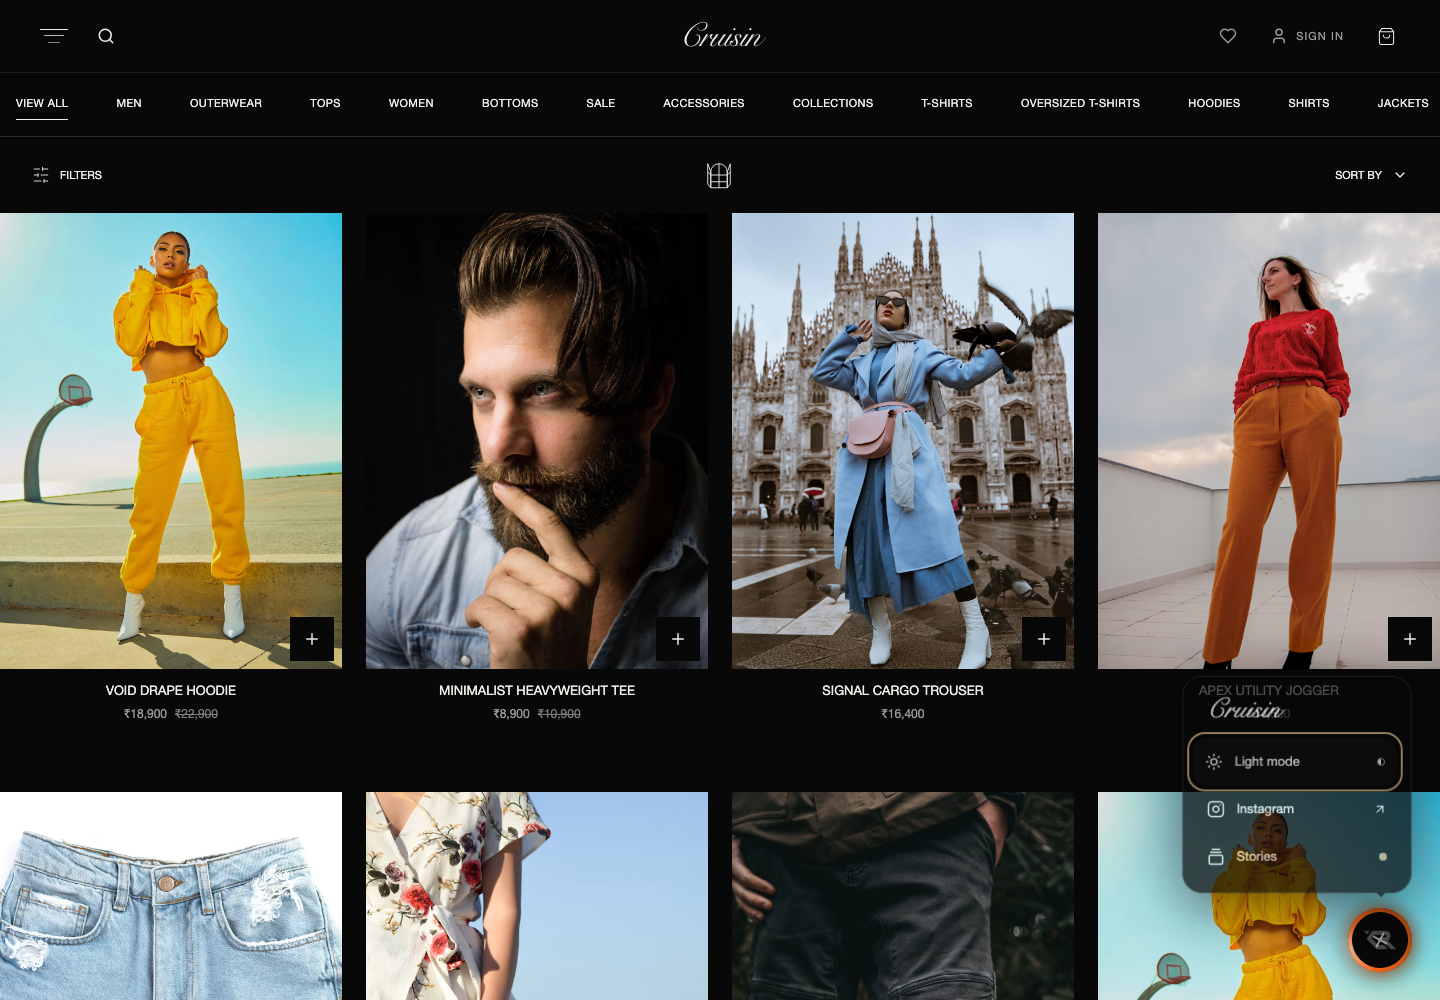 Cruisin
SIGN IN
VIEW ALL MEN OUTERWEAR TOPS WOMEN BOTTOMS SALE ACCESSORIES COLLECTIONS T-SHIRTS OVERSIZED T-SHIRTS HOODIES SHIRTS JACKETS
FILTERS
SORT BY
VOID DRAPE HOODIE
₹18,900 ₹22,900
MINIMALIST HEAVYWEIGHT TEE
₹8,900 ₹10,900
SIGNAL CARGO TROUSER
₹16,400
APEX UTILITY JOGGER
Cruisin
Light mode
Instagram
Stories